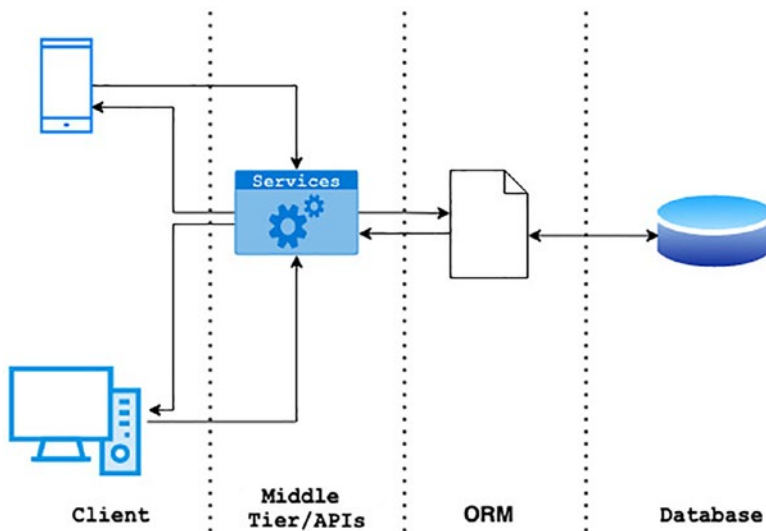 Services
Client
Middle
Tier/APIs
ORM
Database